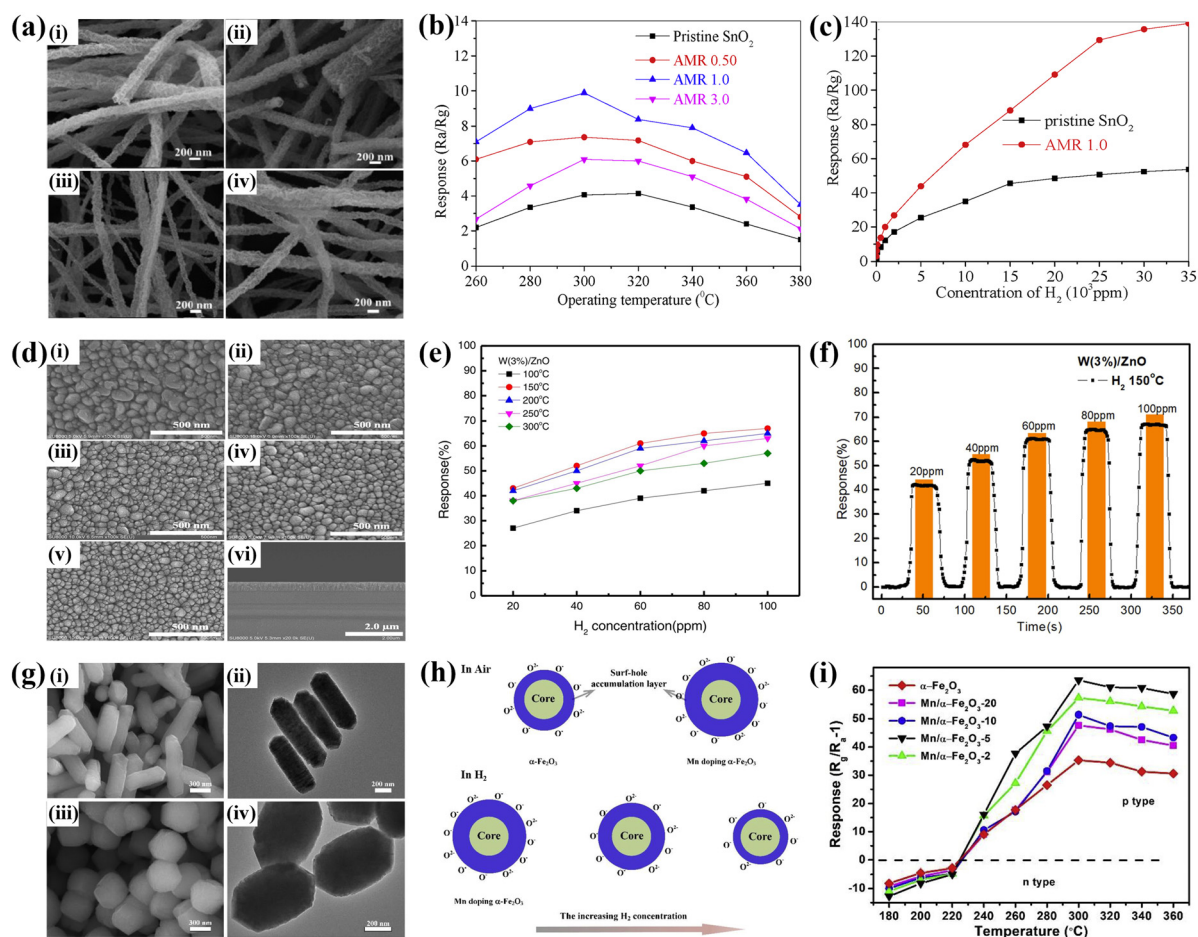 (a)
(i)
200 nm
(ii)
200 nm
(iii)
200 nm
(iv)
200 nm
(b)
Response (Ra/Rg)
14
12
10
8
6
4
2
0
Pristine SnO₂
AMR 0.50
AMR 1.0
AMR 3.0
260 280 300 320 340 360 380
Operating temperature (⁰C)
(c)
Response (Ra/Rg)
140
120
100
80
60
40
20
0
pristine SnO₂
AMR 1.0
0 5 10 15 20 25 30 35
Conentration of H₂ (10³ppm)
(d)
(i)
500 nm
(ii)
500 nm
(iii)
500 nm
(iv)
500 nm
(v)
500 nm
(vi)
2.0 μm
(e)
Response(%)
100
90
80
70
60
50
40
30
20
10
0
W(3%)/ZnO
100°C
150°C
200°C
250°C
300°C
20 40 60 80 100
H₂ concentration(ppm)
(f)
Response(%)
100
90
80
70
60
50
40
30
20
10
0
W(3%)/ZnO
H₂ 150°C
20ppm
40ppm
60ppm
80ppm
100ppm
0 50 100 150 200 250 300 350
Time(s)
(g)
(i)
300 nm
(ii)
200 nm
(iii)
300 nm
(iv)
200 nm
(h)
In Air
O²⁻ O⁻
Core
Surf-hole
accumulation layer
Core
α-Fe₂O₃
Mn doping α-Fe₂O₃
In H₂
Core
Core
Core
Mn doping α-Fe₂O₃
The increasing H₂ concentration
(i)
Response (R_g/R_a-1)
60
50
40
30
20
10
0
-10
α-Fe₂O₃
Mn/α-Fe₂O₃-20
Mn/α-Fe₂O₃-10
Mn/α-Fe₂O₃-5
Mn/α-Fe₂O₃-2
p type
n type
180 200 220 240 260 280 300 320 340 360
Temperature (°C)